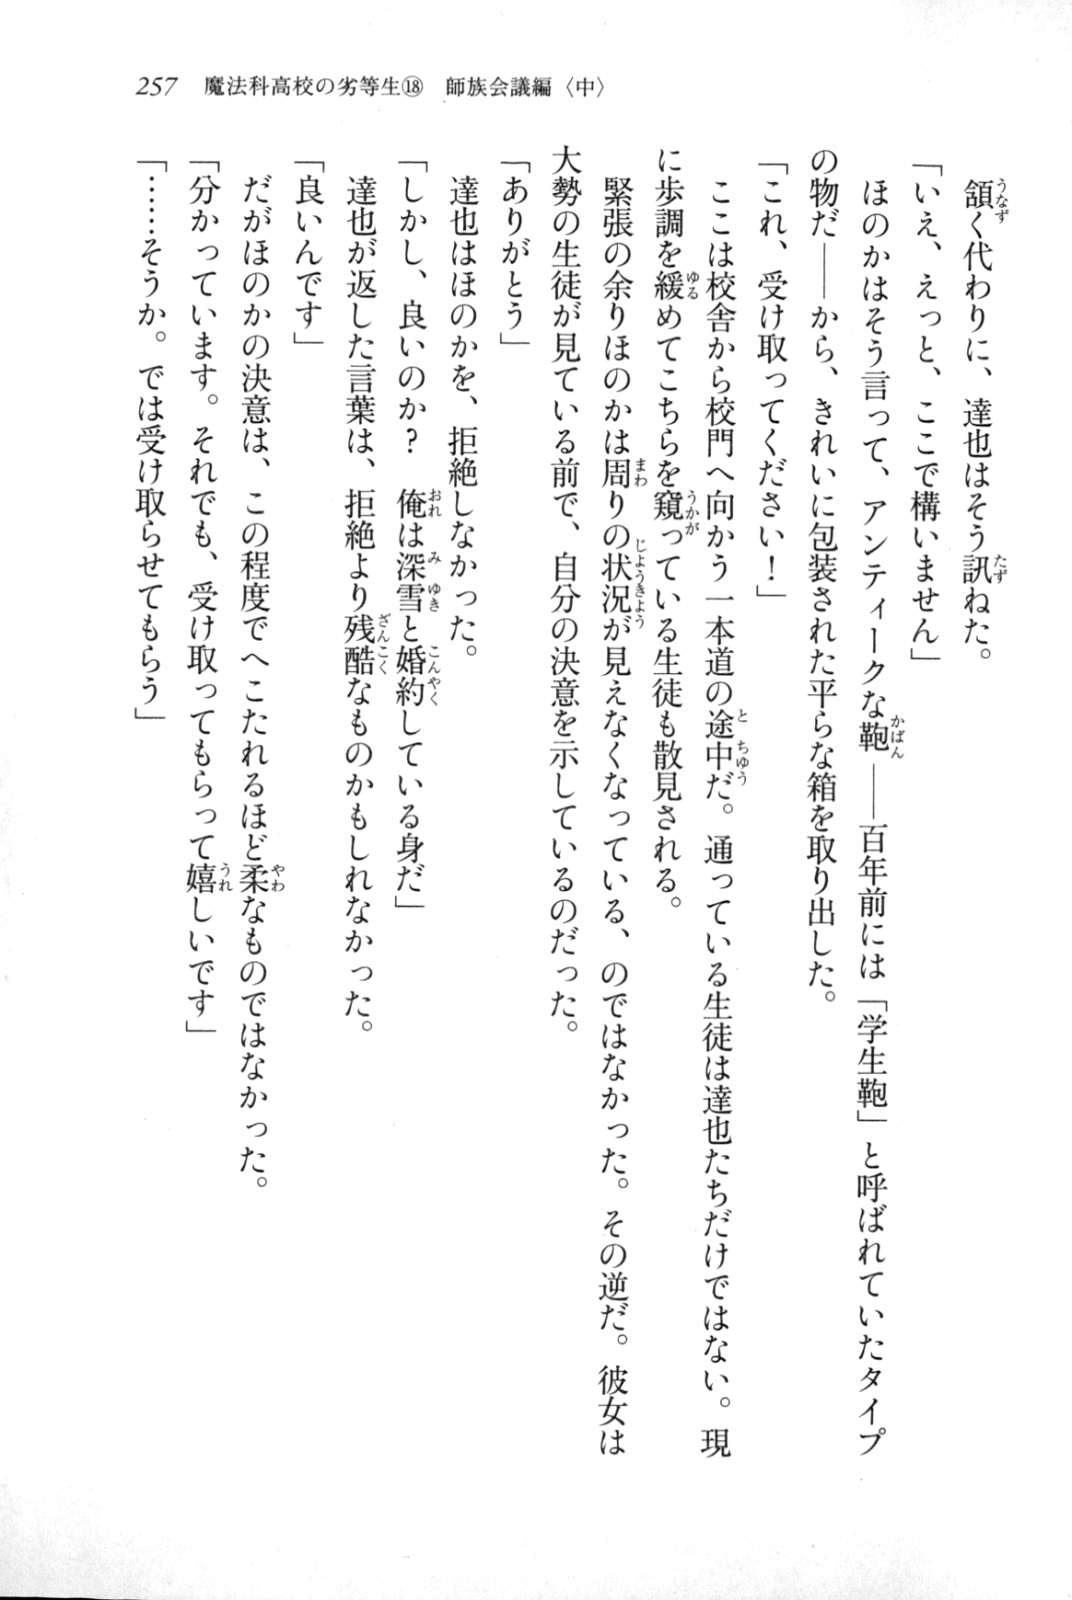 257　魔法科高校の劣等生⑱　師族会議編〈中〉
　頷く代わりに、達也はそう訊ねた。
「いえ、えっと、ここで構いません」
　ほのかはそう言って、アンティークな鞄――百年前には「学生鞄」と呼ばれていたタイプ
の物だ――から、きれいに包装された平らな箱を取り出した。
「これ、受け取ってください！」
　ここは校舎から校門へ向かう一本道の途中だ。通っている生徒は達也たちだけではない。現
に歩調を緩めてこちらを窺っている生徒も散見される。
　緊張の余りほのかは周りの状況が見えなくなっている、のではなかった。その逆だ。彼女は
大勢の生徒が見ている前で、自分の決意を示しているのだった。
「ありがとう」
　達也はほのかを、拒絶しなかった。
「しかし、良いのか？　俺は深雪と婚約している身だ」
　達也が返した言葉は、拒絶より残酷なものかもしれなかった。
「良いんです」
　だがほのかの決意は、この程度でへこたれるほど柔なものではなかった。
「分かっています。それでも、受け取ってもらって嬉しいです」
「……そうか。では受け取らせてもらう」